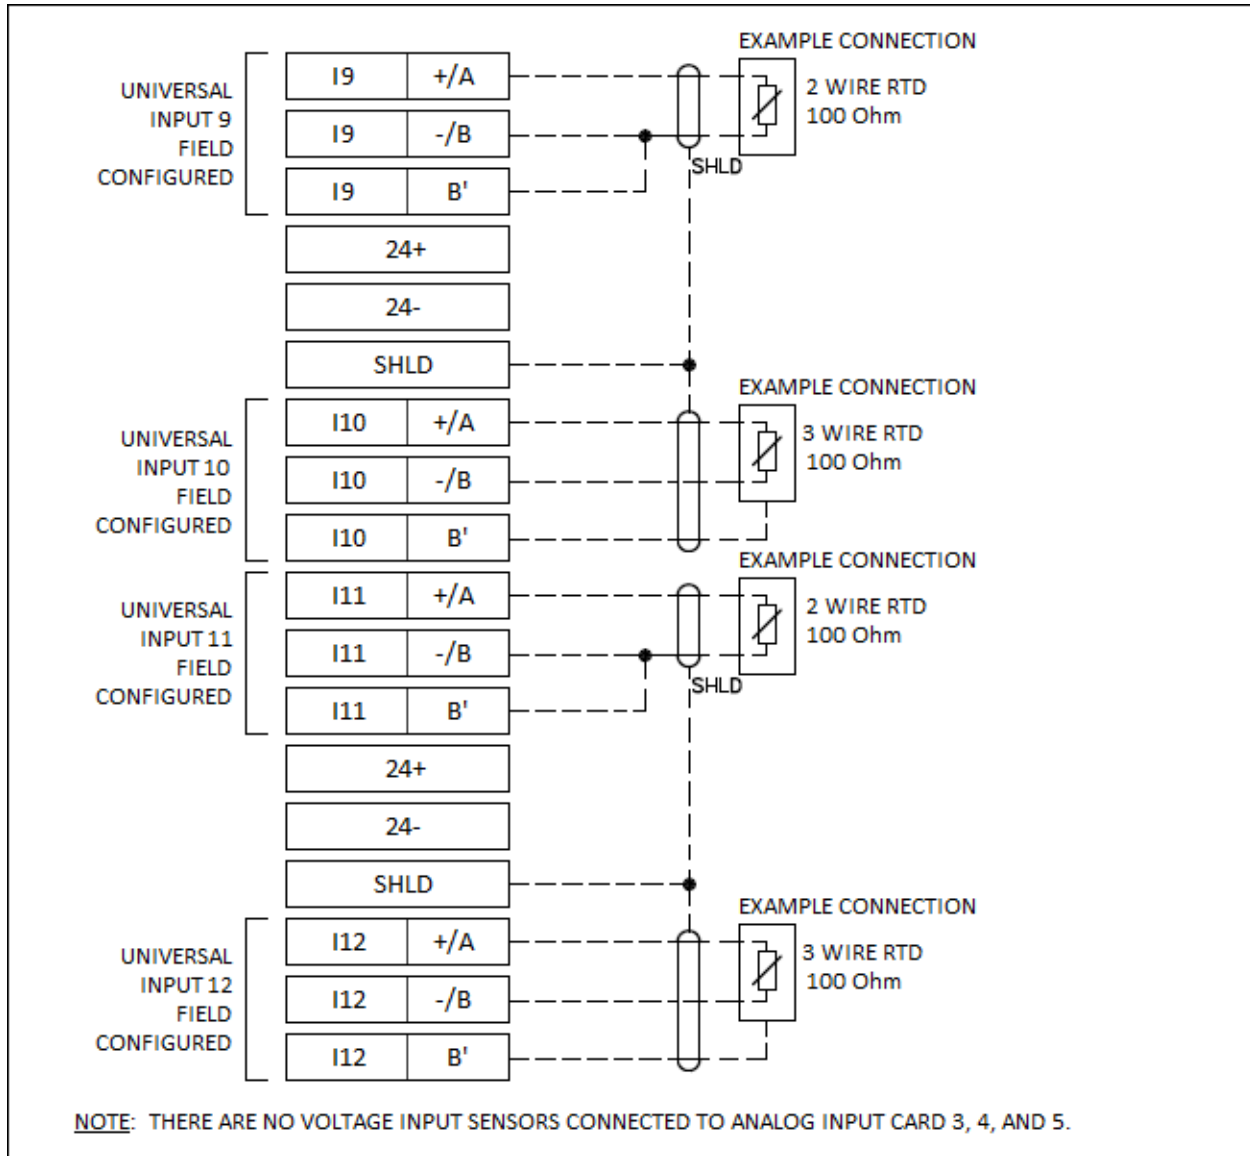 EXAMPLE CONNECTION
UNIVERSAL
INPUT 9
FIELD
CONFIGURED
I9 +/A
I9 -/B
I9 B'
2 WIRE RTD
100 Ohm
SHLD
24+
24-
SHLD
EXAMPLE CONNECTION
UNIVERSAL
INPUT 10
FIELD
CONFIGURED
I10 +/A
I10 -/B
I10 B'
3 WIRE RTD
100 Ohm
EXAMPLE CONNECTION
UNIVERSAL
INPUT 11
FIELD
CONFIGURED
I11 +/A
I11 -/B
I11 B'
2 WIRE RTD
100 Ohm
SHLD
24+
24-
SHLD
EXAMPLE CONNECTION
UNIVERSAL
INPUT 12
FIELD
CONFIGURED
I12 +/A
I12 -/B
I12 B'
3 WIRE RTD
100 Ohm
NOTE: THERE ARE NO VOLTAGE INPUT SENSORS CONNECTED TO ANALOG INPUT CARD 3, 4, AND 5.